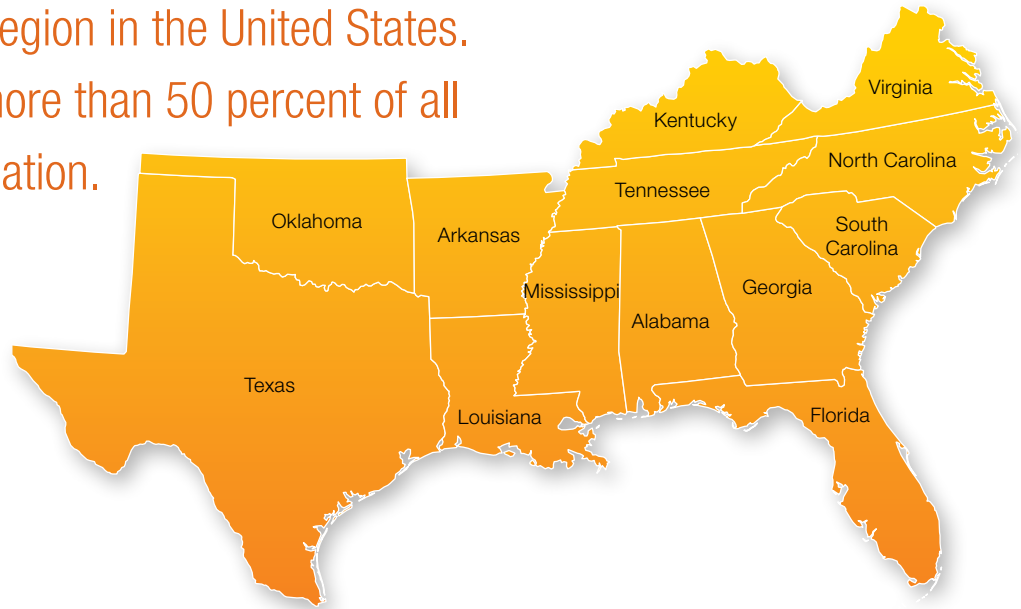 egion in the United States.
more than 50 percent of all
ation.
Virginia
Kentucky
North Carolina
Tennessee
Oklahoma
Arkansas
South
Carolina
Mississippi
Georgia
Alabama
Texas
Louisiana
Florida